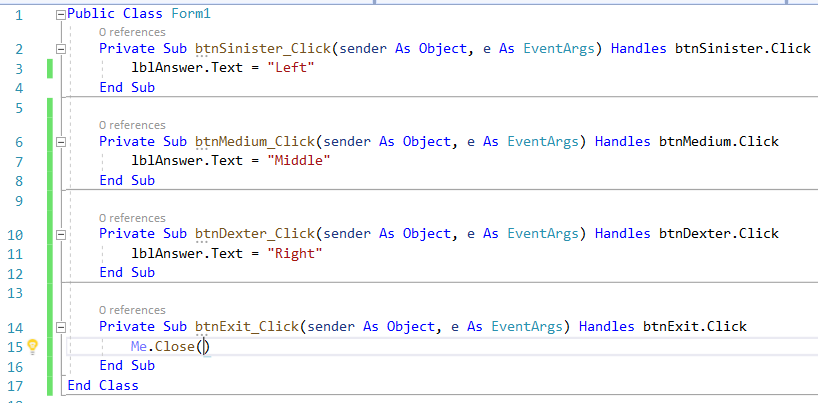 1 Public Class Form1
0 references
2 Private Sub btnSinister_Click(sender As Object, e As EventArgs) Handles btnSinister.Click
3 lblAnswer.Text = "Left"
4 End Sub
5
0 references
6 Private Sub btnMedium_Click(sender As Object, e As EventArgs) Handles btnMedium.Click
7 lblAnswer.Text = "Middle"
8 End Sub
9
0 references
10 Private Sub btnDexter_Click(sender As Object, e As EventArgs) Handles btnDexter.Click
11 lblAnswer.Text = "Right"
12 End Sub
13
0 references
14 Private Sub btnExit_Click(sender As Object, e As EventArgs) Handles btnExit.Click
15 Me.Close()
16 End Sub
17 End Class